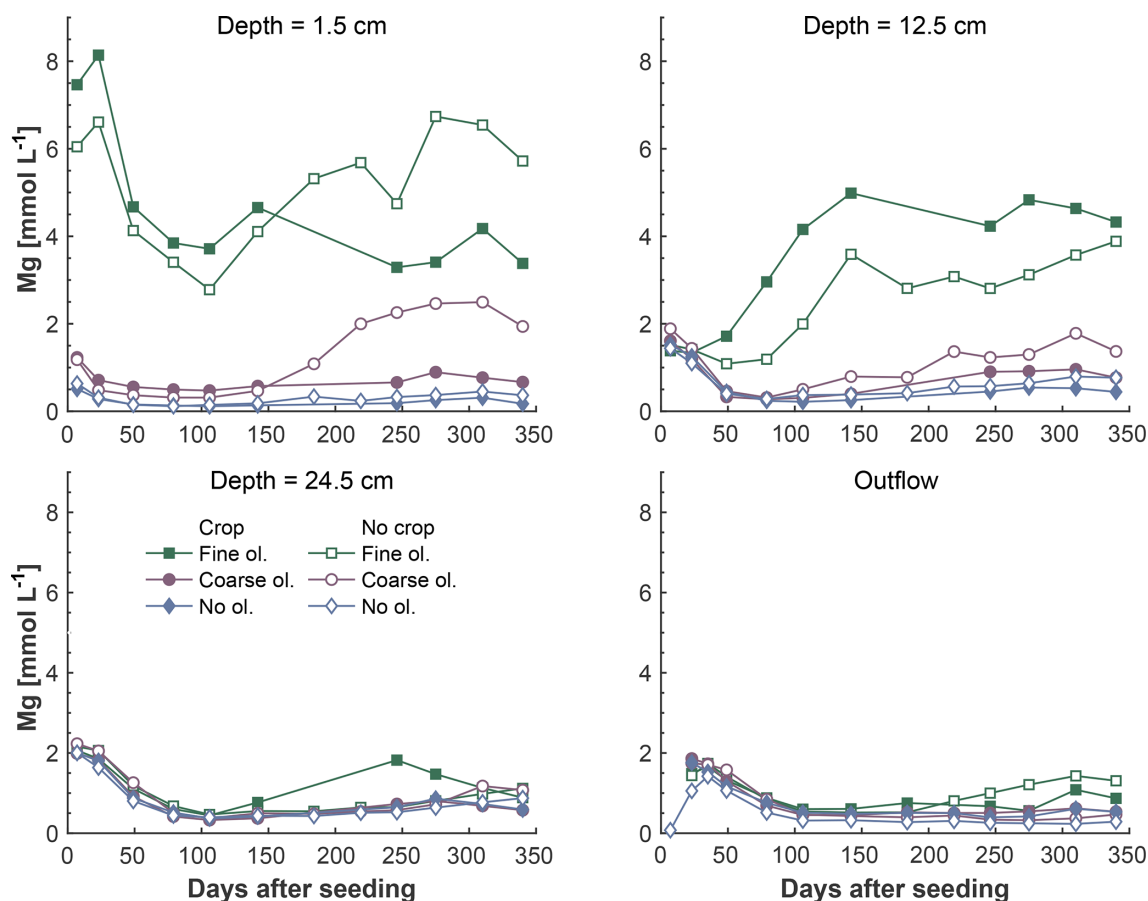 Depth = 1.5 cm
Mg [mmol L-1]
8
6
4
2
0
0 50 100 150 200 250 300 350
Depth = 12.5 cm
8
6
4
2
0
0 50 100 150 200 250 300 350
Depth = 24.5 cm
Mg [mmol L-1]
8
6
4
2
0
Crop No crop
Fine ol. Fine ol.
Coarse ol. Coarse ol.
No ol. No ol.
0 50 100 150 200 250 300 350
Days after seeding
Outflow
8
6
4
2
0
0 50 100 150 200 250 300 350
Days after seeding